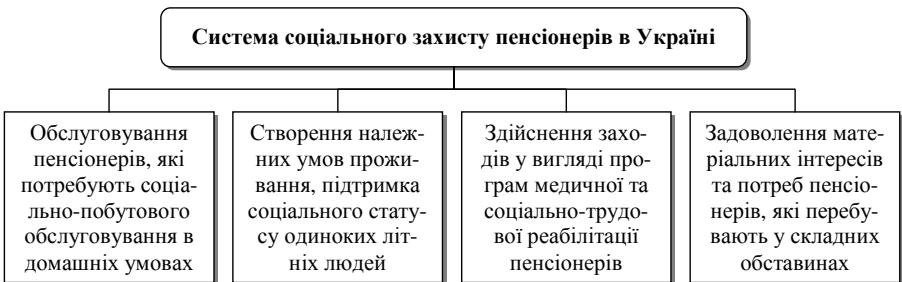 Система соціального захисту пенсіонерів в Україні
Обслуговування
пенсіонерів, які
потребують соціа-
льно-побутового
обслуговування в
домашніх умовах
Створення належ-
них умов прожи-
вання, підтримка
соціального стату-
су одиноких літ-
ніх людей
Здійснення захо-
дів у вигляді про-
грам медичної та
соціально-трудо-
вої реабілітації
пенсіонерів
Задоволення мате-
ріальних інтересів
та потреб пенсіо-
нерів, які перебу-
вають у складних
обставинах